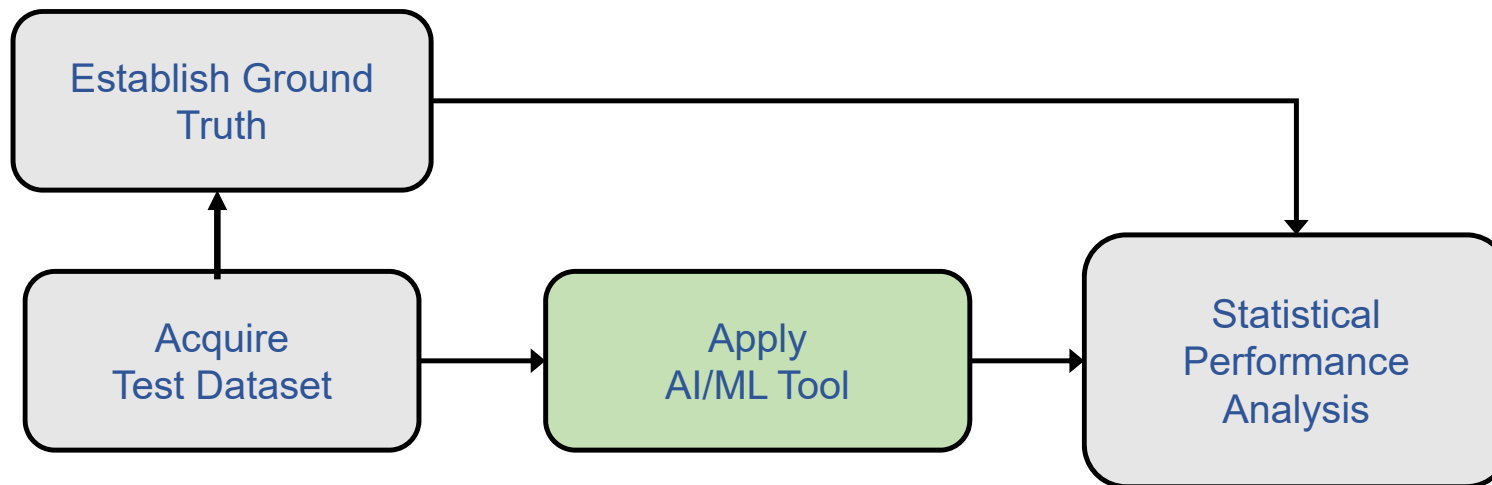 Establish Ground
Truth
Acquire
Test Dataset
Apply
AI/ML Tool
Statistical
Performance
Analysis